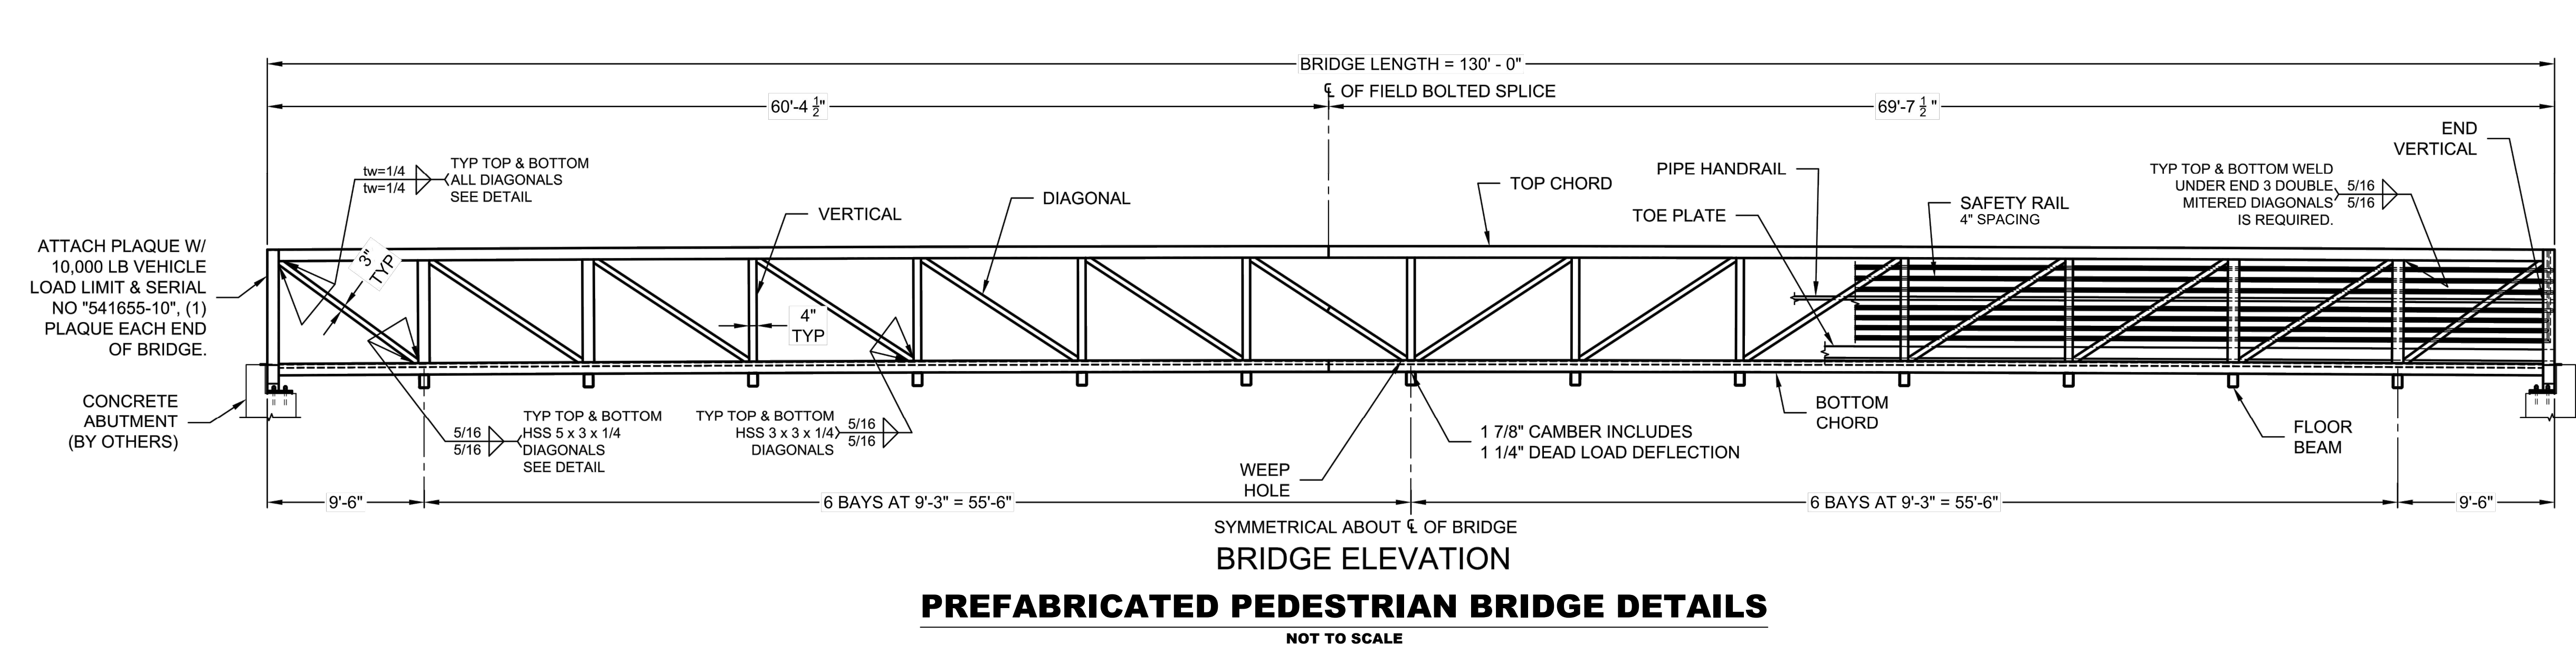 BRIDGE LENGTH = 130' - 0"
60'-4 1/2"
℄ OF FIELD BOLTED SPLICE
69'-7 1/2 "
END
VERTICAL
tw=1/4
tw=1/4
TYP TOP & BOTTOM
ALL DIAGONALS
SEE DETAIL
VERTICAL
DIAGONAL
TOP CHORD
PIPE HANDRAIL
TOE PLATE
SAFETY RAIL
4" SPACING
TYP TOP & BOTTOM WELD
UNDER END 3 DOUBLE
MITERED DIAGONALS
IS REQUIRED.
5/16
5/16
ATTACH PLAQUE W/
10,000 LB VEHICLE
LOAD LIMIT & SERIAL
NO "541655-10", (1)
PLAQUE EACH END
OF BRIDGE.
3"
TYP
4"
TYP
CONCRETE
ABUTMENT
(BY OTHERS)
5/16
5/16
TYP TOP & BOTTOM
HSS 5 x 3 x 1/4
DIAGONALS
SEE DETAIL
TYP TOP & BOTTOM
HSS 3 x 3 x 1/4
DIAGONALS
5/16
5/16
WEEP
HOLE
1 7/8" CAMBER INCLUDES
1 1/4" DEAD LOAD DEFLECTION
BOTTOM
CHORD
FLOOR
BEAM
9'-6"
6 BAYS AT 9'-3" = 55'-6"
6 BAYS AT 9'-3" = 55'-6"
9'-6"
SYMMETRICAL ABOUT ℄ OF BRIDGE
BRIDGE ELEVATION
PREFABRICATED PEDESTRIAN BRIDGE DETAILS
NOT TO SCALE